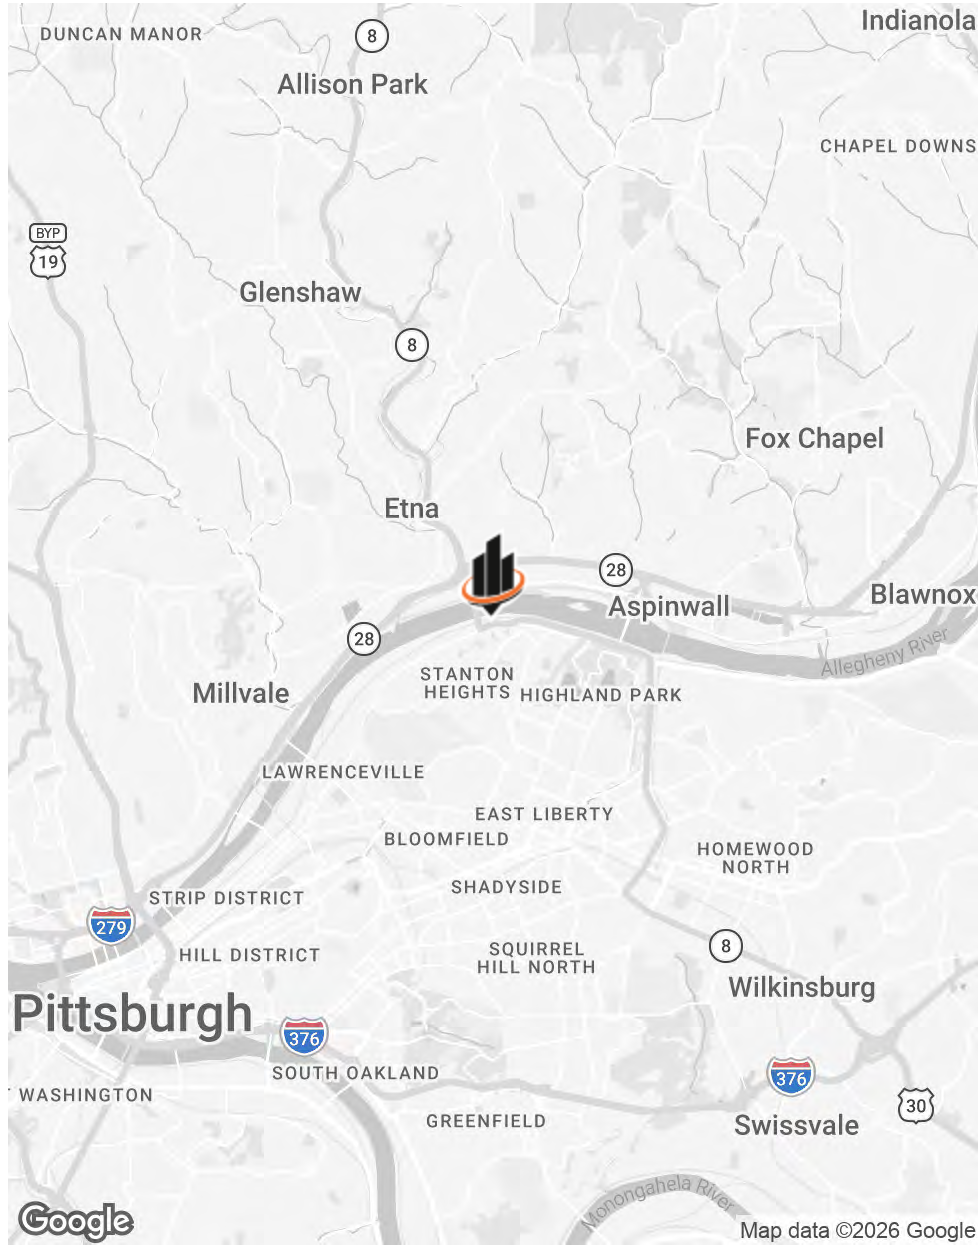 Indianola
DUNCAN MANOR
8
Allison Park
CHAPEL DOWNS
BYP
19
Glenshaw
8
Fox Chapel
Etna
28
Blawnox
Aspinwall
28
Allegheny River
STANTON
HEIGHTS
HIGHLAND PARK
Millvale
LAWRENCEVILLE
EAST LIBERTY
BLOOMFIELD
HOMEWOOD
NORTH
SHADYSIDE
STRIP DISTRICT
279
8
HILL DISTRICT
SQUIRREL
HILL NORTH
Wilkinsburg
Pittsburgh
376
SOUTH OAKLAND
376
T WASHINGTON
30
GREENFIELD
Swissvale
Monongahela River
Google
Map data ©2026 Google